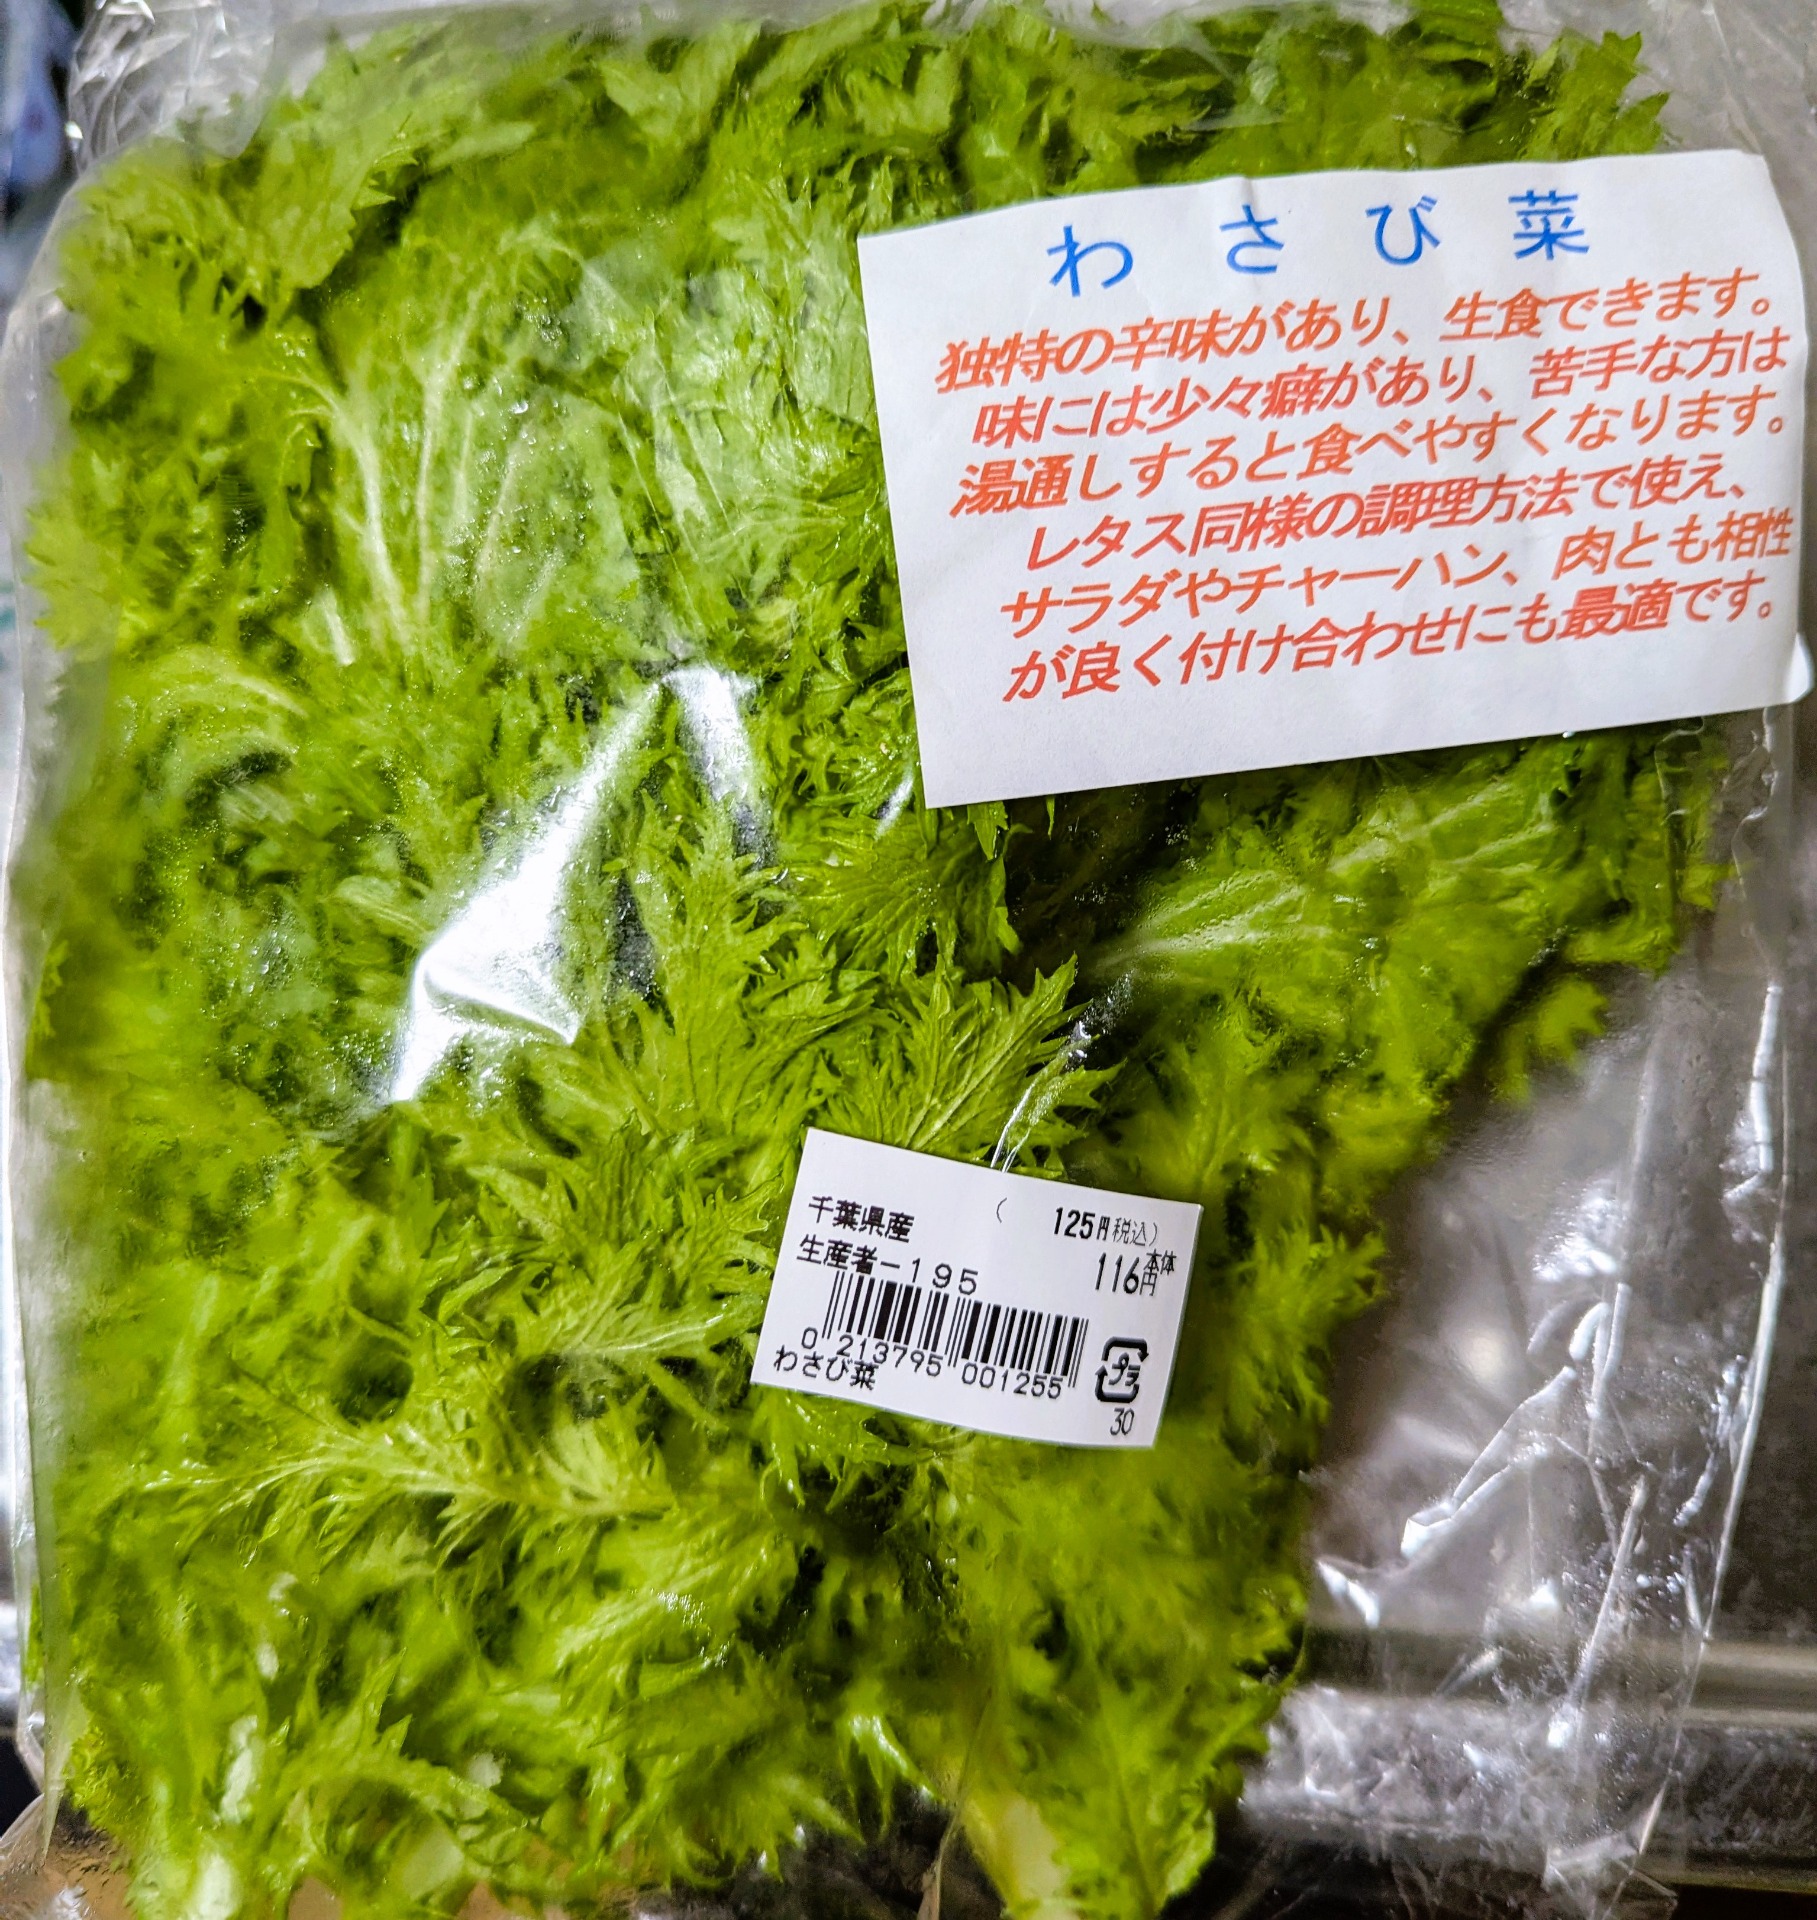 わさび菜
独特の辛味があり、生食できます。
味には少々癖があり、苦手な方は
湯通しすると食べやすくなります。
レタス同様の調理方法で使え、
サラダやチャーハン、肉とも相性
が良く付け合わせにも最適です。
千葉県産 ( 125円税込)
生産者-195 116本体円
0 213795 001255
わさび菜
プラ
30